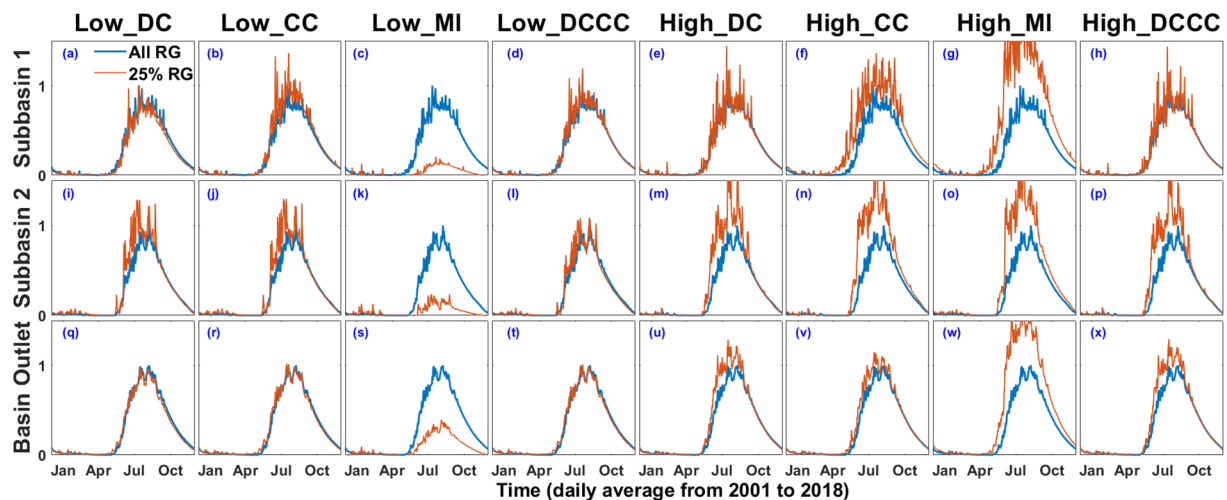 Low_DC Low_CC Low_MI Low_DCCC High_DC High_CC High_MI High_DCCC
Subbasin 1
(a) (b) (c) (d) (e) (f) (g) (h)
All RG
25% RG
1
0
Subbasin 2
(i) (j) (k) (l) (m) (n) (o) (p)
1
0
Basin Outlet
(q) (r) (s) (t) (u) (v) (w) (x)
1
0
Jan Apr Jul Oct Jan Apr Jul Oct Jan Apr Jul Oct Jan Apr Jul Oct Jan Apr Jul Oct Jan Apr Jul Oct Jan Apr Jul Oct Jan Apr Jul Oct
Time (daily average from 2001 to 2018)